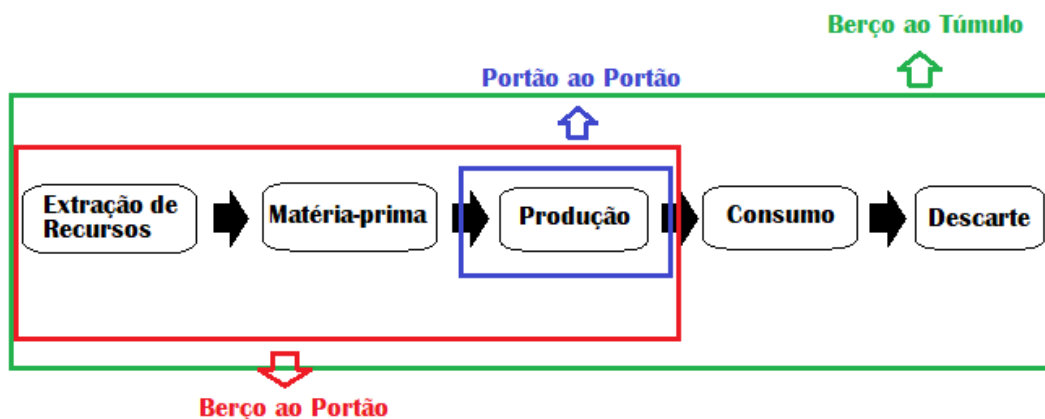 Berço ao Túmulo
Portão ao Portão
Extração de
Recursos
Matéria-prima
Produção
Consumo
Descarte
Berço ao Portão